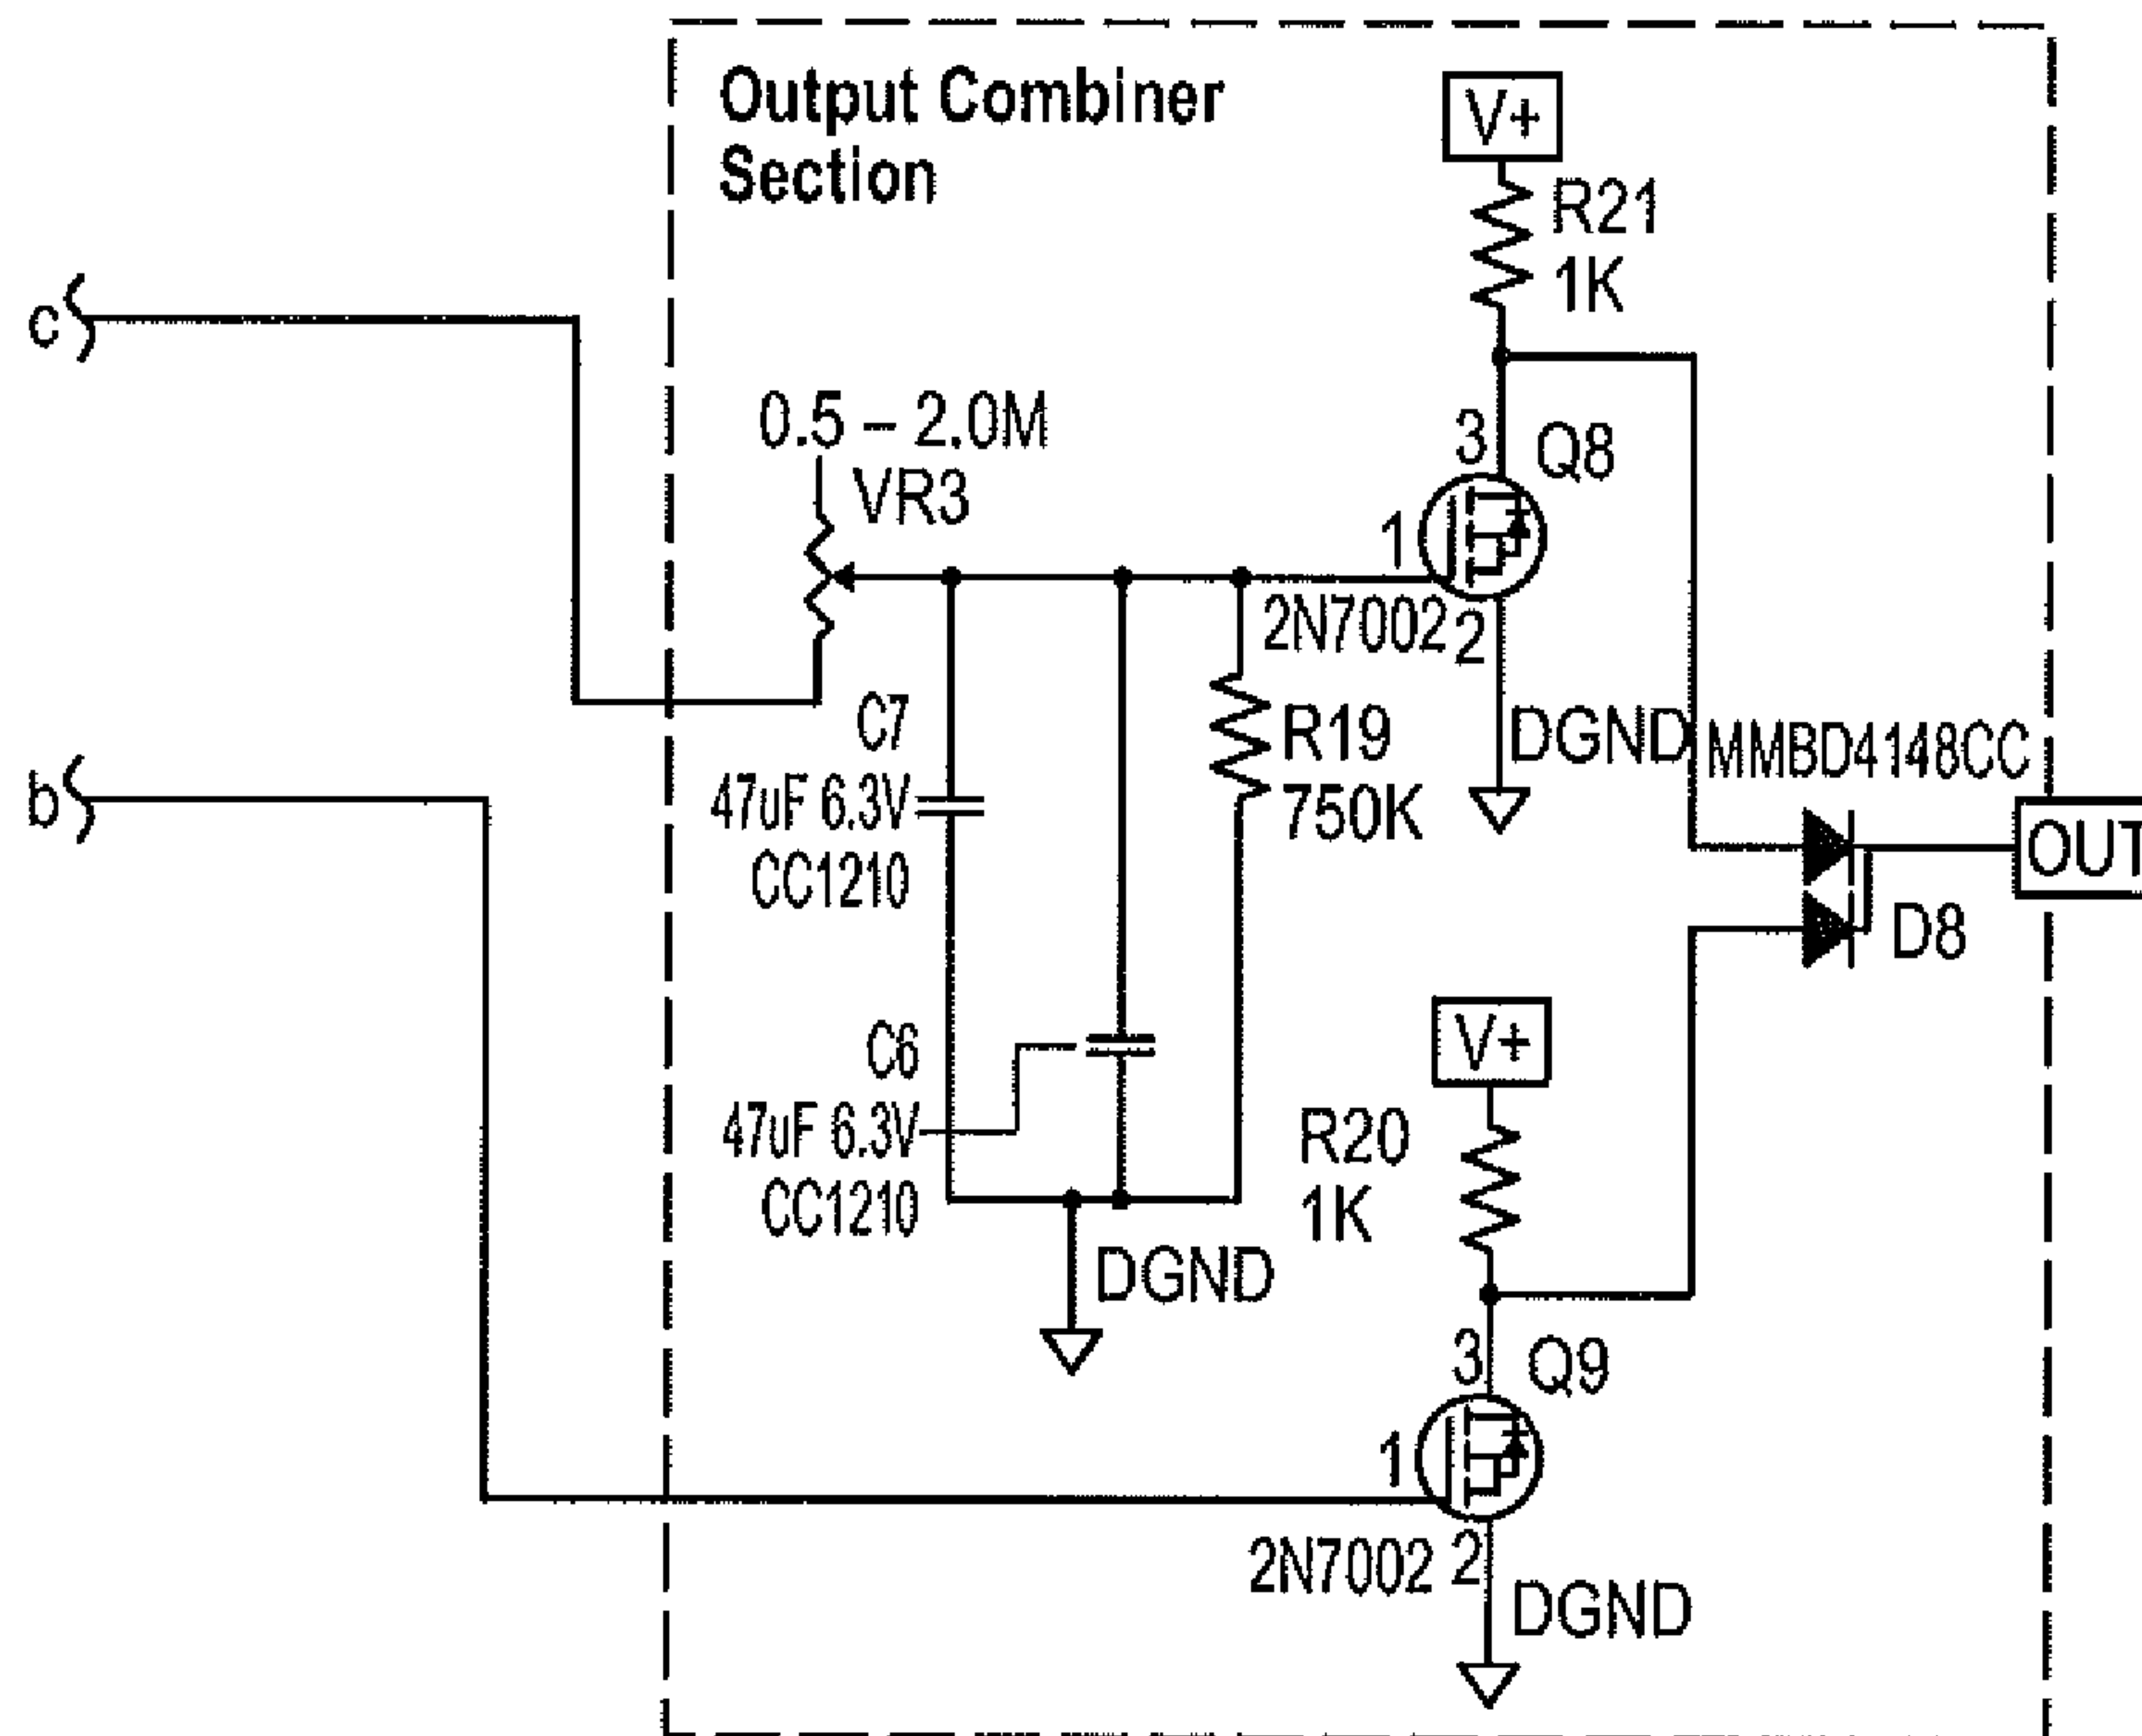 Output Combiner
Section
V+
R21
1K
c
0.5 – 2.0M
VR3
3
Q8
1
2N7002
2
C7
47uF 6.3V
CC1210
R19
750K
DGND
MMBD4148CC
b
OUT
D8
C6
47uF 6.3V
CC1210
V+
R20
1K
DGND
3
Q9
1
2N7002
2
DGND